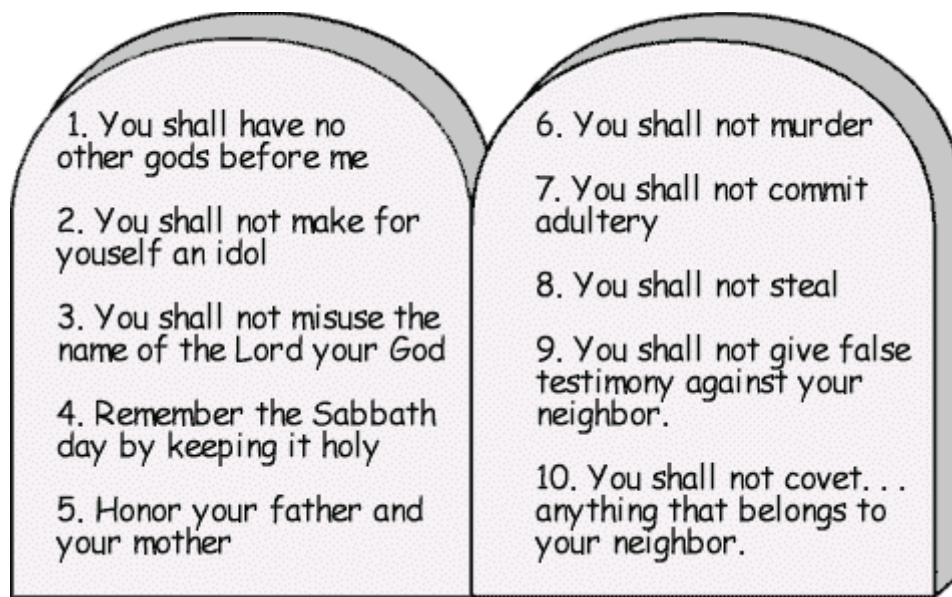 1. You shall have no
other gods before me
2. You shall not make for
youself an idol
3. You shall not misuse the
name of the Lord your God
4. Remember the Sabbath
day by keeping it holy
5. Honor your father and
your mother
6. You shall not murder
7. You shall not commit
adultery
8. You shall not steal
9. You shall not give false
testimony against your
neighbor.
10. You shall not covet. . .
anything that belongs to
your neighbor.